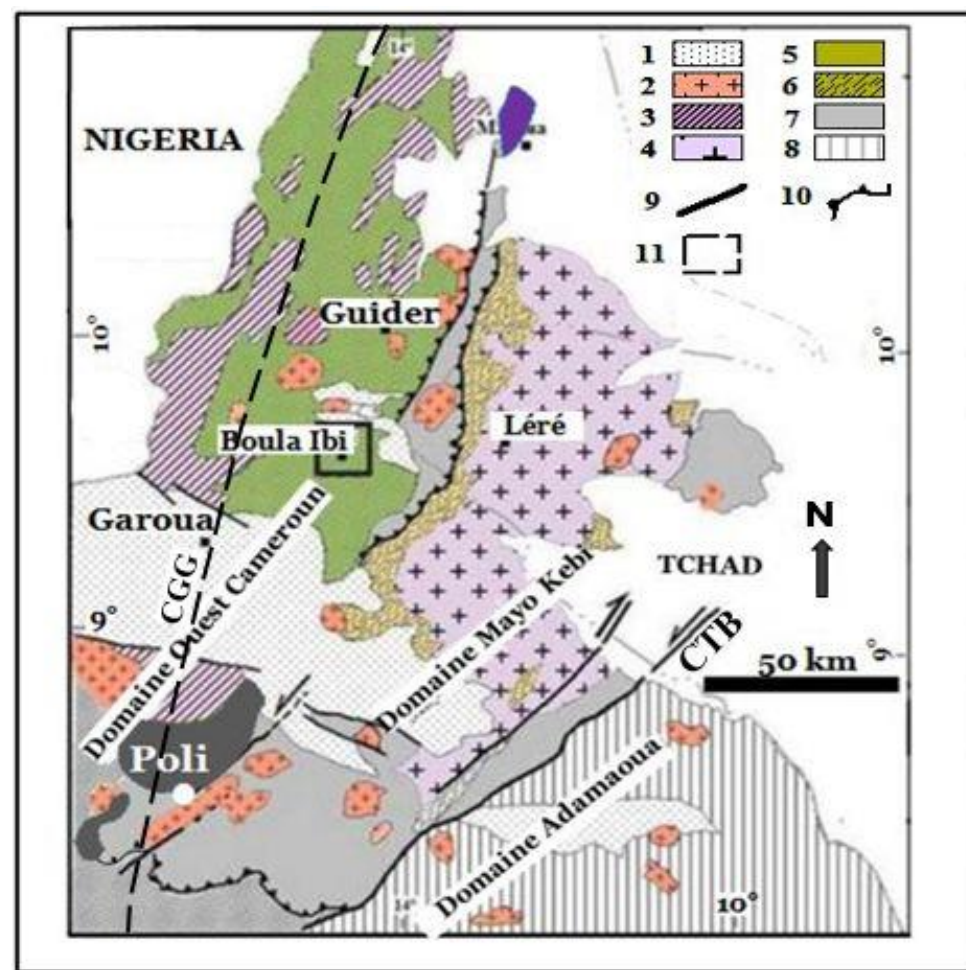 14°
1 5
2 6
NIGERIA
3 7
4 8
9 10
11
Guider
10° 10°
Boula Ibi
Léré
Garoua
N
CGG
TCHAD
Domaine Ouest Cameroun
Domaine Mayo Kebi
9° 9°
CTB
50 km
Poli
Domaine Adamaoua
14°
10°